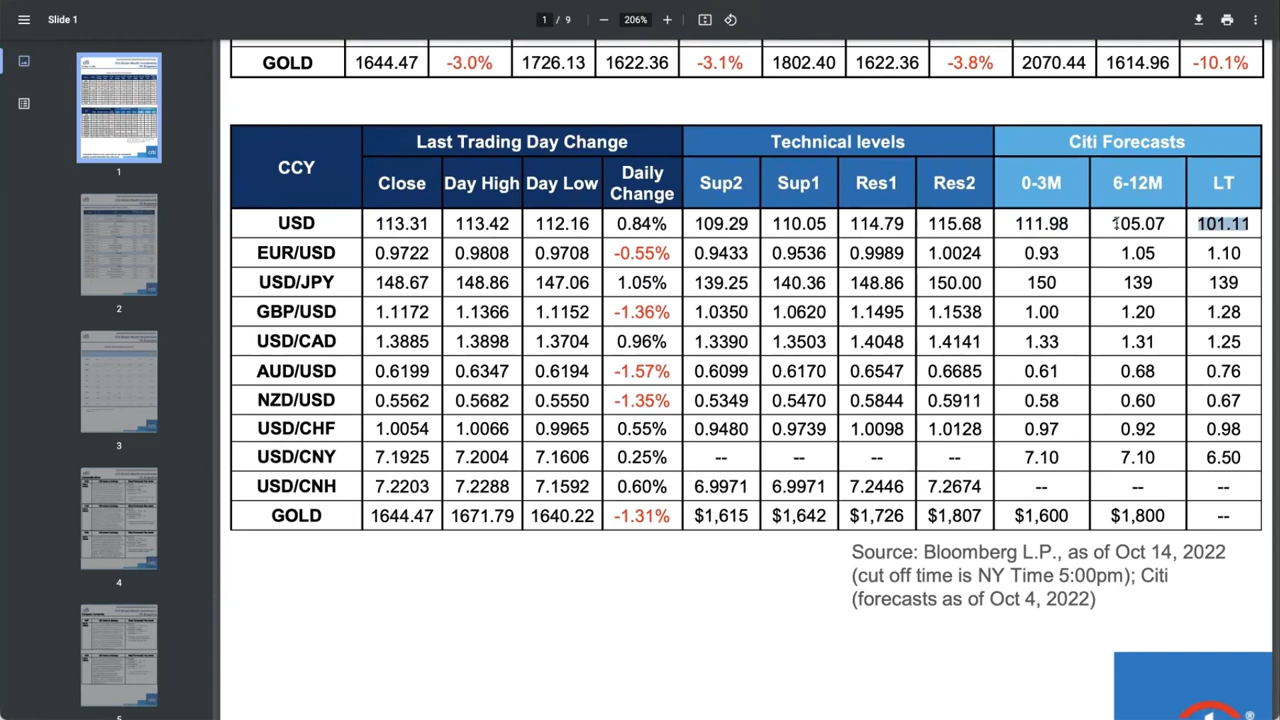 Slide 1
1 / 9
206%
GOLD 1644.47 -3.0% 1726.13 1622.36 -3.1% 1802.40 1622.36 -3.8% 2070.44 1614.96 -10.1%
CCY Last Trading Day Change Technical levels Citi Forecasts
Close Day High Day Low Daily Change Sup2 Sup1 Res1 Res2 0-3M 6-12M LT
USD 113.31 113.42 112.16 0.84% 109.29 110.05 114.79 115.68 111.98 105.07 101.11
EUR/USD 0.9722 0.9808 0.9708 -0.55% 0.9433 0.9536 0.9989 1.0024 0.93 1.05 1.10
USD/JPY 148.67 148.86 147.06 1.05% 139.25 140.36 148.86 150.00 150 139 139
GBP/USD 1.1172 1.1366 1.1152 -1.36% 1.0350 1.0620 1.1495 1.1538 1.00 1.20 1.28
USD/CAD 1.3885 1.3898 1.3704 0.96% 1.3390 1.3503 1.4048 1.4141 1.33 1.31 1.25
AUD/USD 0.6199 0.6347 0.6194 -1.57% 0.6099 0.6170 0.6547 0.6685 0.61 0.68 0.76
NZD/USD 0.5562 0.5682 0.5550 -1.35% 0.5349 0.5470 0.5844 0.5911 0.58 0.60 0.67
USD/CHF 1.0054 1.0066 0.9965 0.55% 0.9480 0.9739 1.0098 1.0128 0.97 0.92 0.98
USD/CNY 7.1925 7.2004 7.1606 0.25% -- -- -- -- 7.10 7.10 6.50
USD/CNH 7.2203 7.2288 7.1592 0.60% 6.9971 6.9971 7.2446 7.2674 -- -- --
GOLD 1644.47 1671.79 1640.22 -1.31% $1,615 $1,642 $1,726 $1,807 $1,600 $1,800 --
Source: Bloomberg L.P., as of Oct 14, 2022
(cut off time is NY Time 5:00pm); Citi
(forecasts as of Oct 4, 2022)
1
2
3
4
5